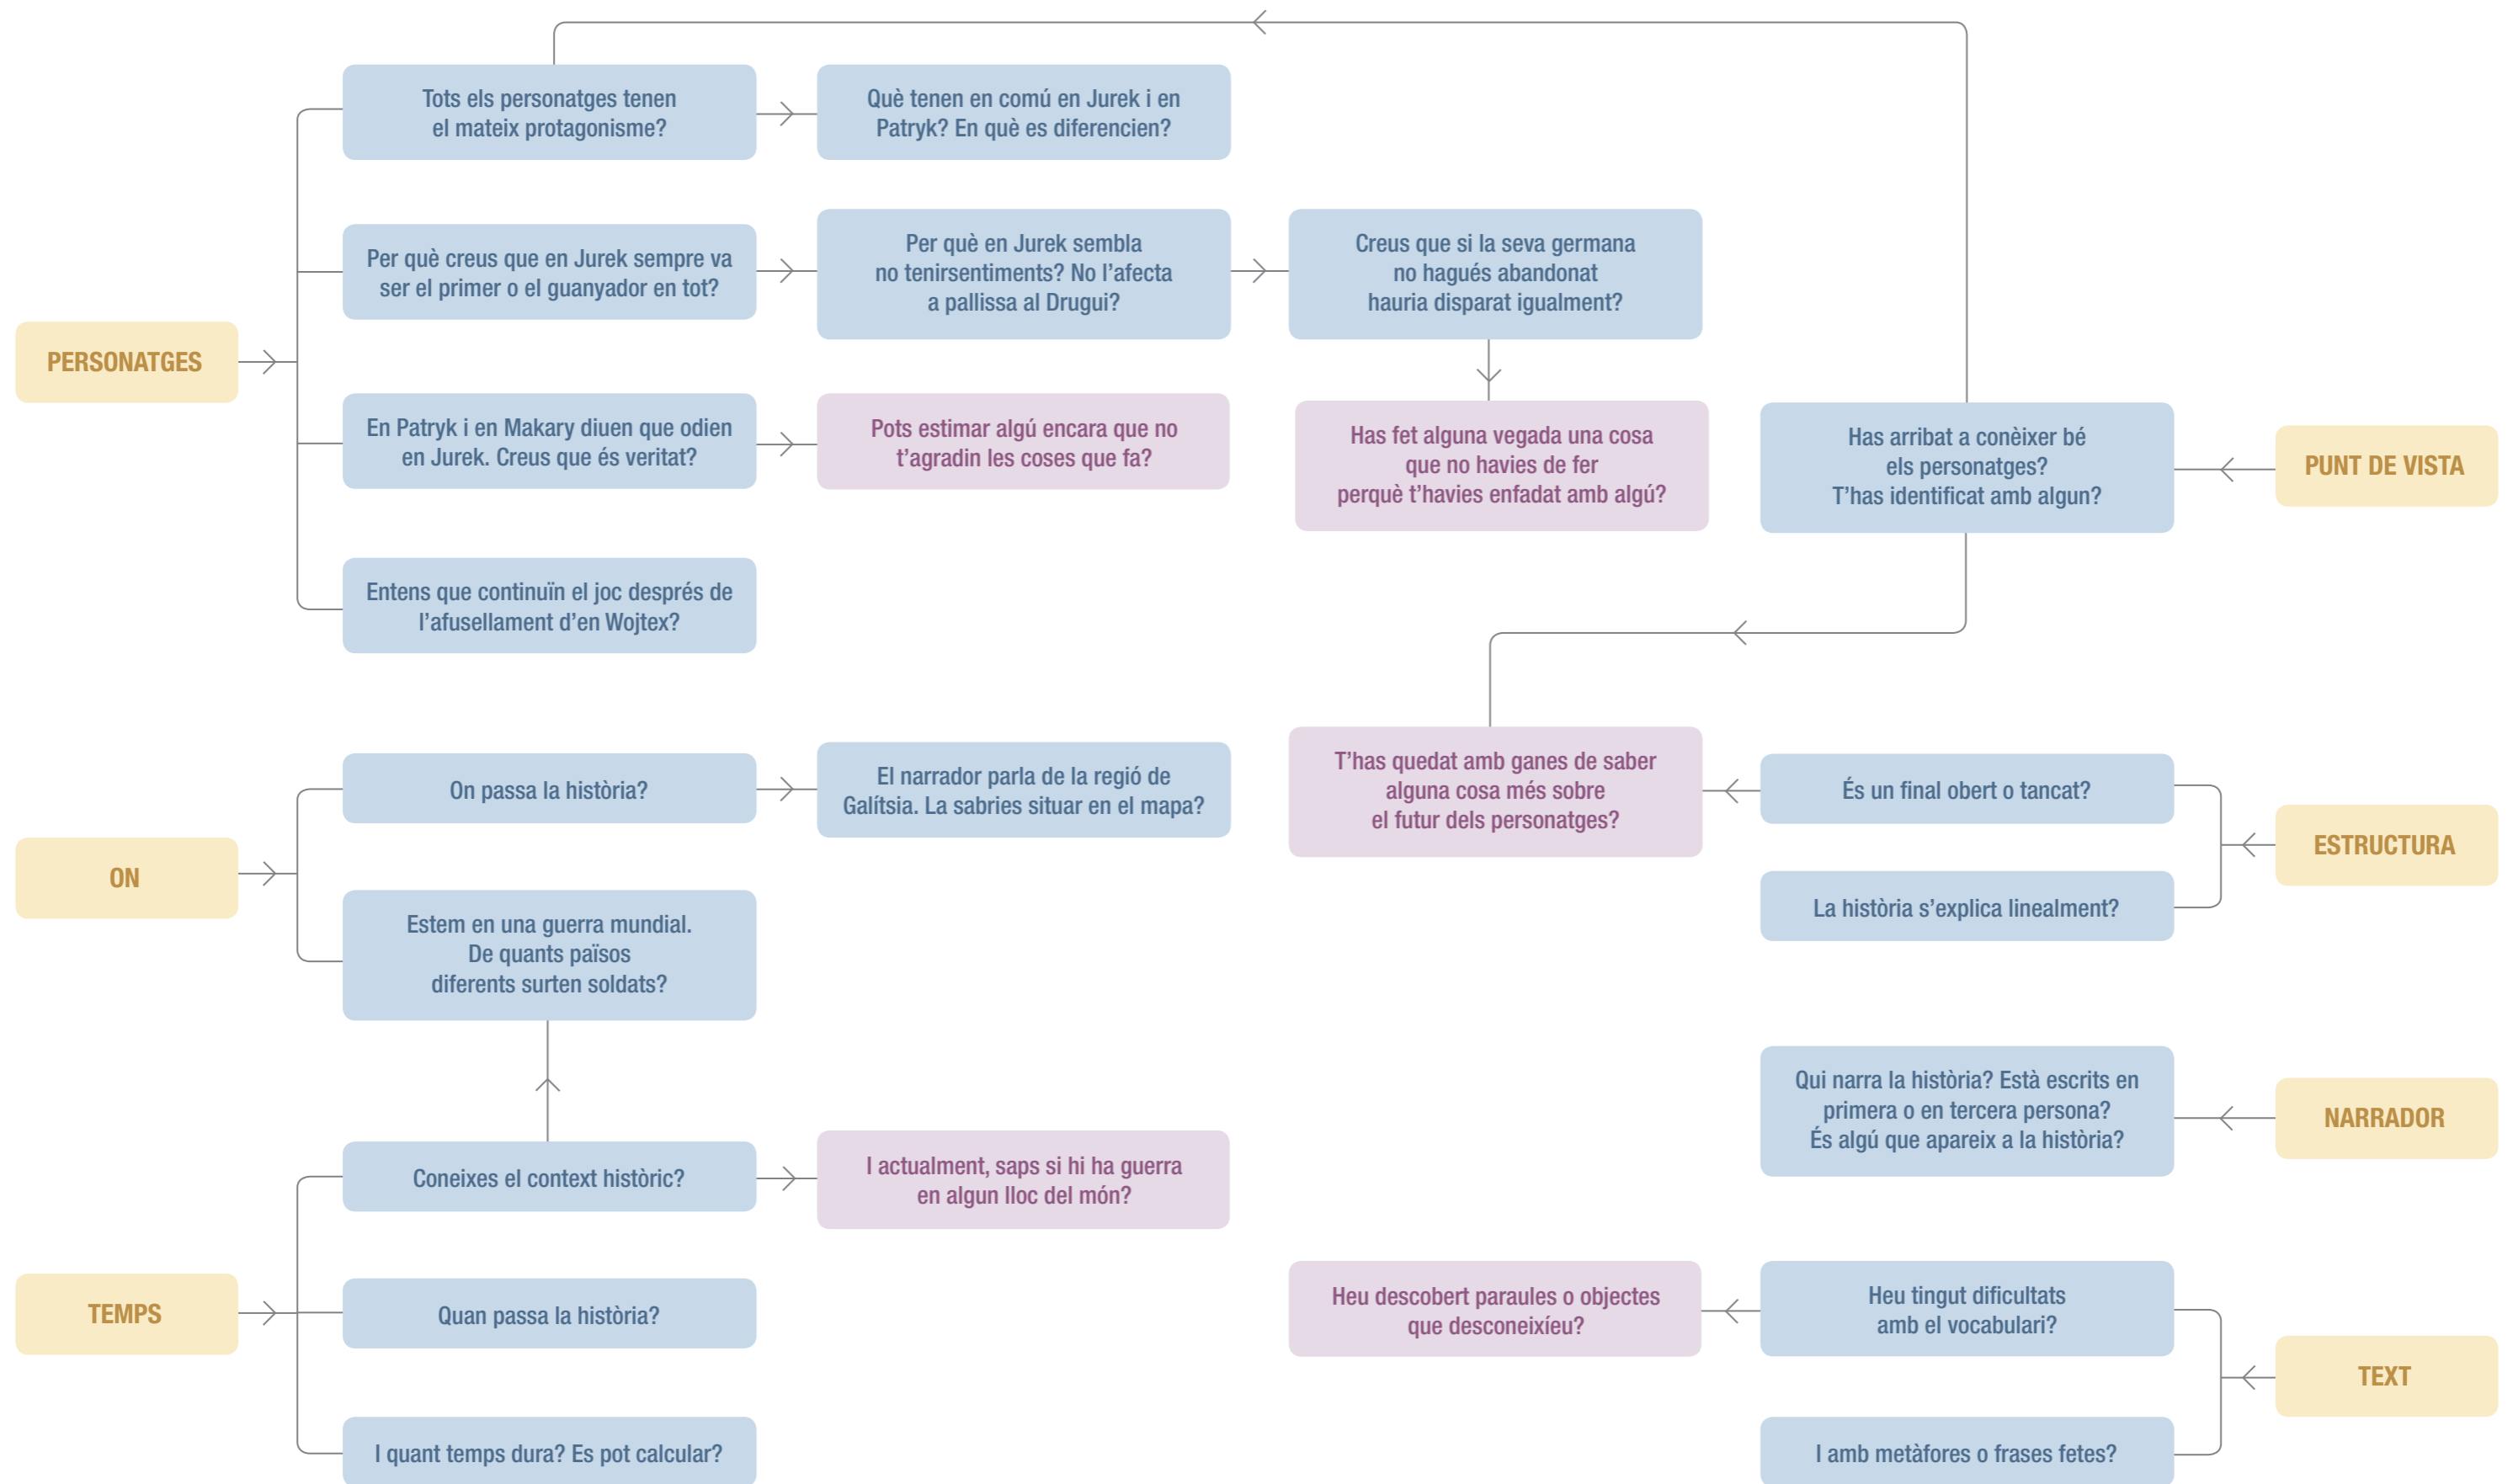 PERSONATGES
Tots els personatges tenen
el mateix protagonisme?
Què tenen en comú en Jurek i en
Patryk? En què es diferencien?
Per què creus que en Jurek sempre va
ser el primer o el guanyador en tot?
Per què en Jurek sembla
no tenirsentiments? No l’afecta
a pallissa al Drugui?
Creus que si la seva germana
no hagués abandonat
hauria disparat igualment?
Has fet alguna vegada una cosa
que no havies de fer
perquè t’havies enfadat amb algú?
En Patryk i en Makary diuen que odien
en Jurek. Creus que és veritat?
Pots estimar algú encara que no
t’agradin les coses que fa?
Entens que continuïn el joc després de
l’afusellament d’en Wojtex?
ON
On passa la història?
El narrador parla de la regió de
Galítsia. La sabries situar en el mapa?
Estem en una guerra mundial.
De quants països
diferents surten soldats?
TEMPS
Coneixes el context històric?
I actualment, saps si hi ha guerra
en algun lloc del món?
Quan passa la història?
I quant temps dura? Es pot calcular?
PUNT DE VISTA
Has arribat a conèixer bé
els personatges?
T’has identificat amb algun?
ESTRUCTURA
És un final obert o tancat?
T’has quedat amb ganes de saber
alguna cosa més sobre
el futur dels personatges?
La història s’explica linealment?
NARRADOR
Qui narra la història? Està escrits en
primera o en tercera persona?
És algú que apareix a la història?
TEXT
Heu tingut dificultats
amb el vocabulari?
Heu descobert paraules o objectes
que desconeixíeu?
I amb metàfores o frases fetes?